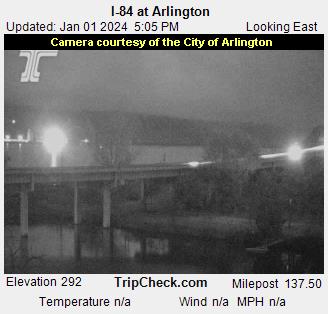 I-84 at Arlington
Updated: Jan 01 2024 5:05 PM Looking East
Camera courtesy of the City of Arlington
Elevation 292 TripCheck.com Milepost 137.50
Temperature n/a Wind n/a MPH n/a